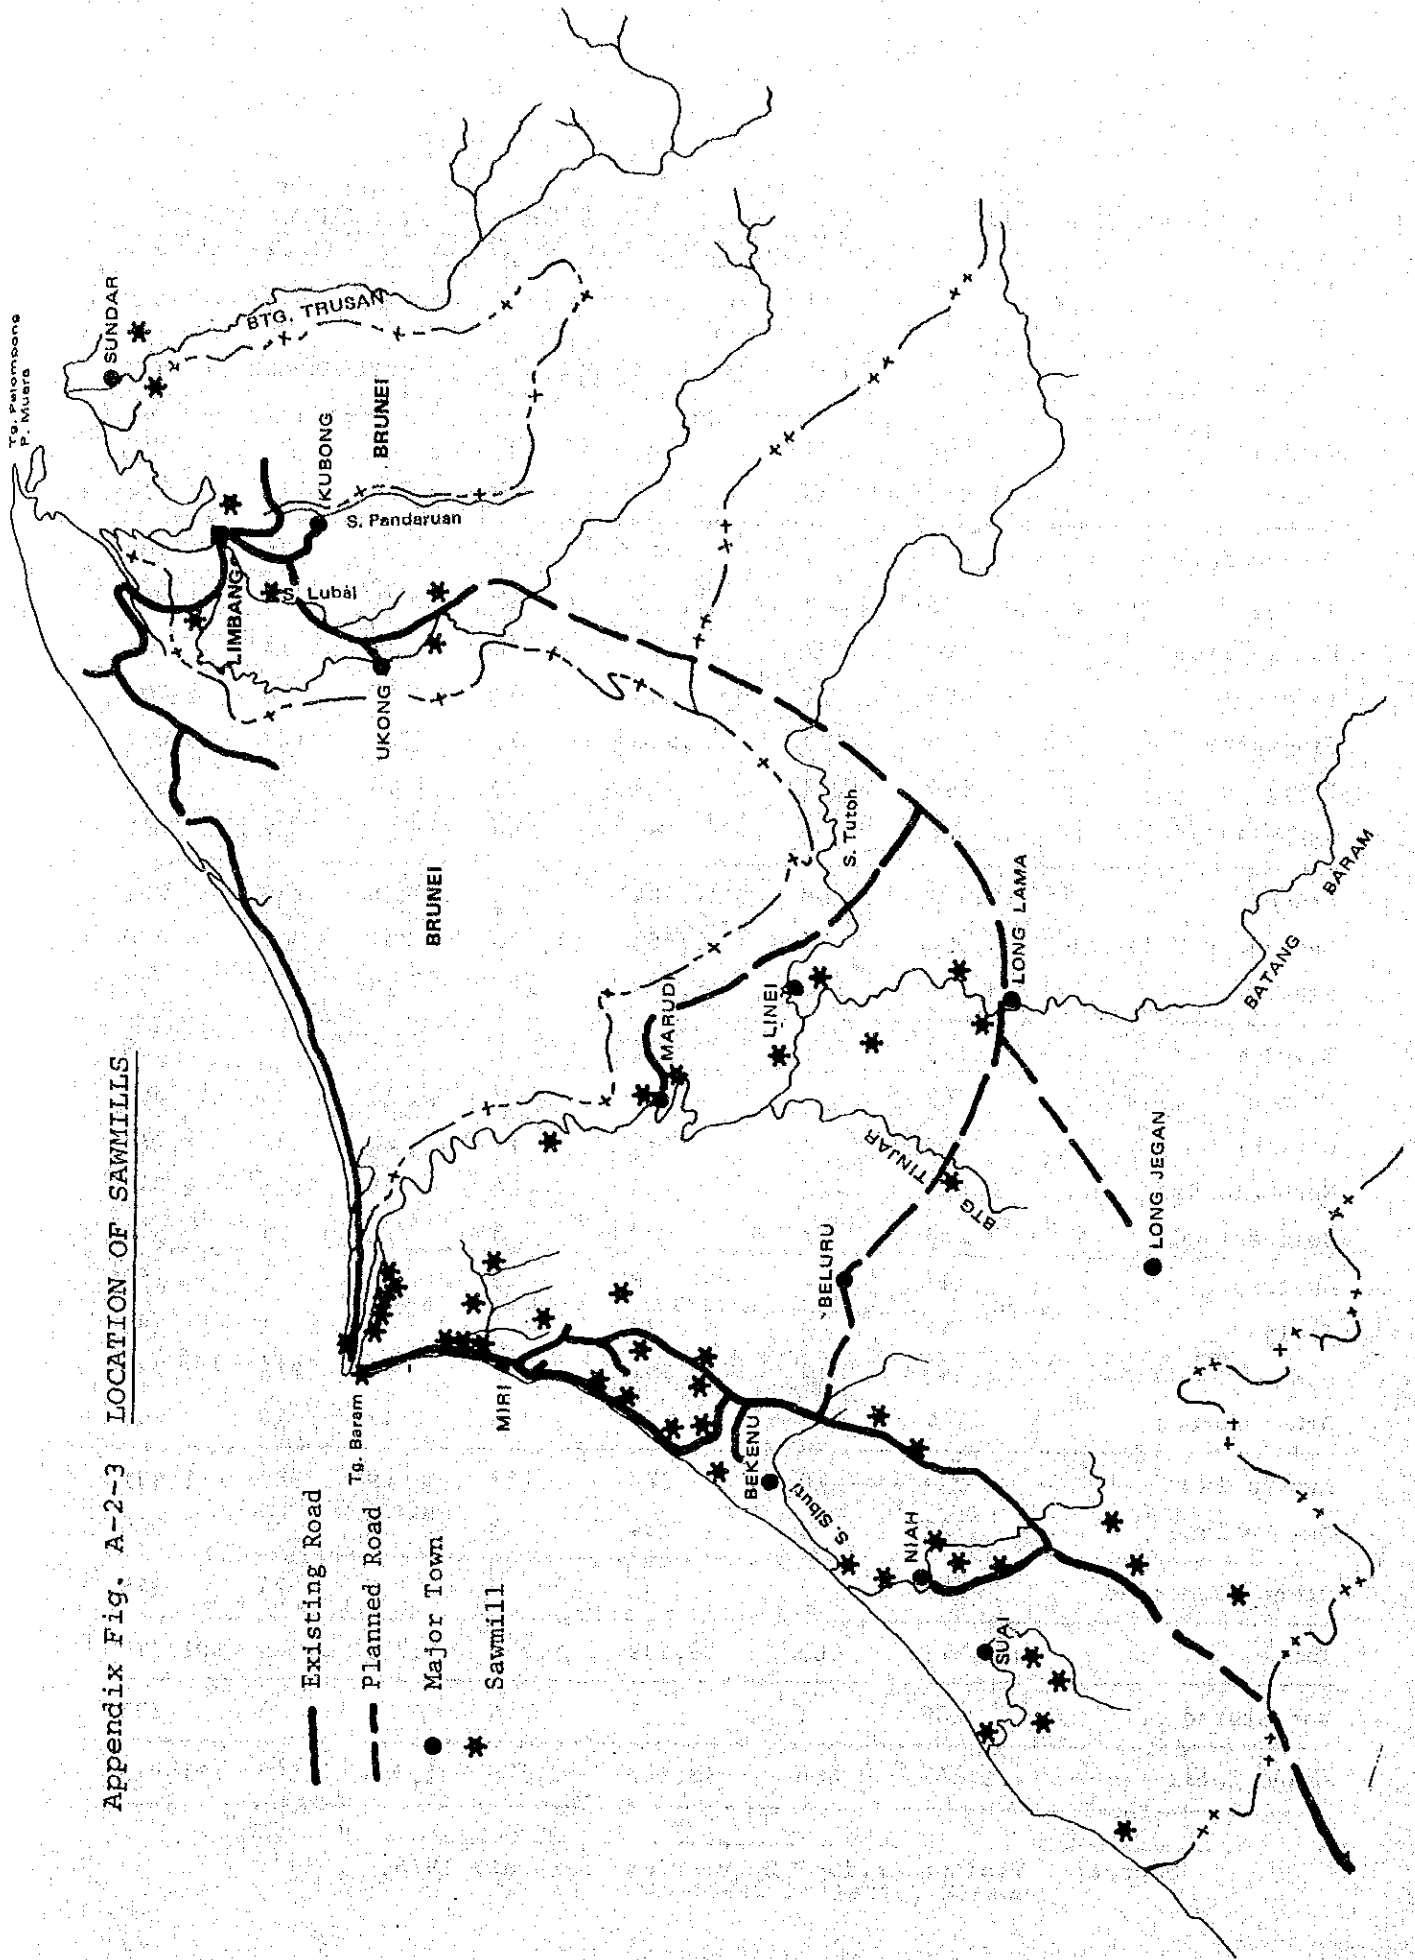 Appendix Fig. A-2-3 LOCATION OF SAWMILLS
Existing Road
Planned Road
Major Town
Sawmill
P. Muara
SUNDAR
BTG. TRUSAN
BRUNEI
KUBONG
S. Pandaruan
LIMBANG
S. Lubai
UKONG
BRUNEI
S. Tutoh
MARUDI
LINEI
LONG LAMA
BATANG BARAM
BTG TINJAR
LONG JEGAN
BELURU
Tg. Baram
MIRI
BEKENU
S. Sibuti
NIAH
SUAI